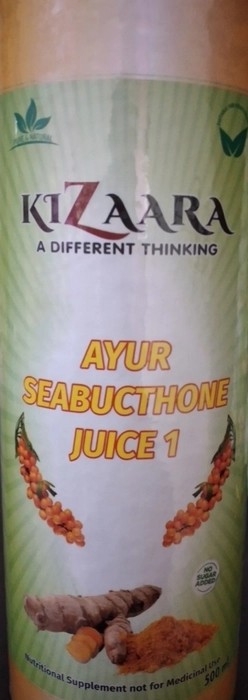 KIZAARA
A DIFFERENT THINKING
AYUR
SEABUCTHONE
JUICE 1
NO
SUGAR
ADDED
Nutritional Supplement not for Medicinal Use
500